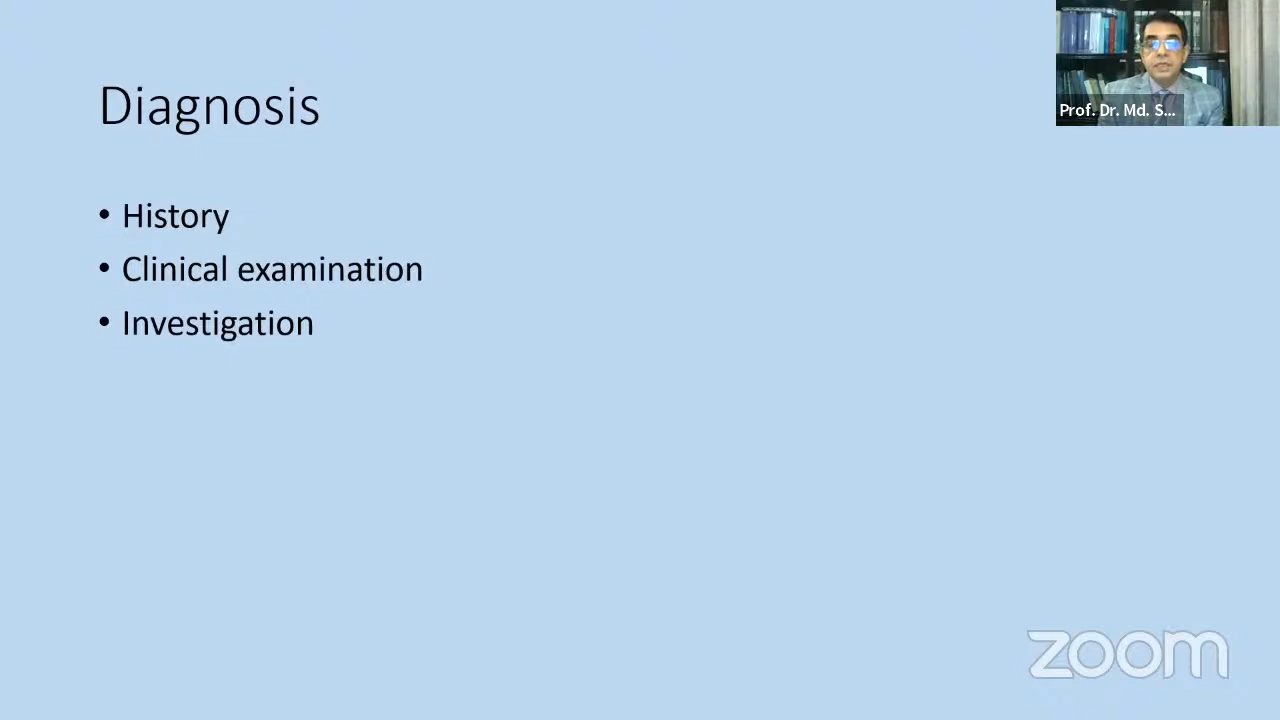 Diagnosis
Prof. Dr. Md. S...
• History
• Clinical examination
• Investigation
zoom